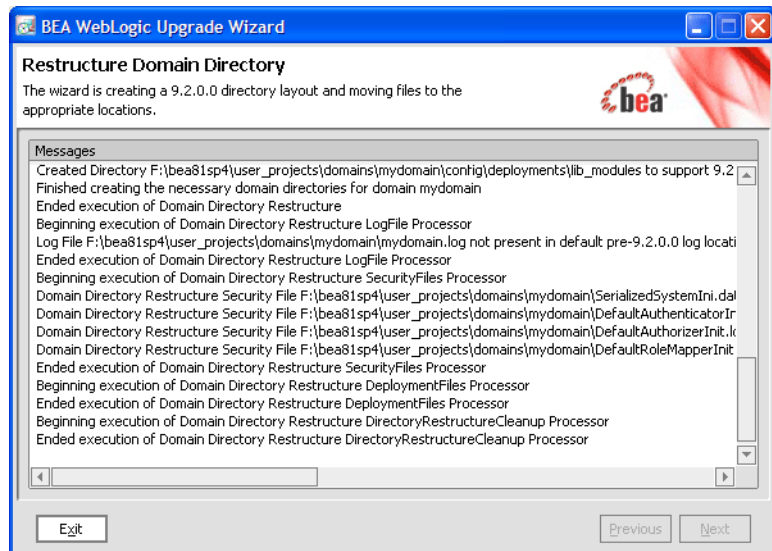 BEA WebLogic Upgrade Wizard
Restructure Domain Directory
The wizard is creating a 9.2.0.0 directory layout and moving files to the
appropriate locations.
bea
Messages
Created Directory F:\bea81sp4\user_projects\domains\mydomain\config\deployments\lib_modules to support 9.2
Finished creating the necessary domain directories for domain mydomain
Ended execution of Domain Directory Restructure
Beginning execution of Domain Directory Restructure LogFile Processor
Log File F:\bea81sp4\user_projects\domains\mydomain\mydomain.log not present in default pre-9.2.0.0 log locati
Ended execution of Domain Directory Restructure LogFile Processor
Beginning execution of Domain Directory Restructure SecurityFiles Processor
Domain Directory Restructure Security File F:\bea81sp4\user_projects\domains\mydomain\SerializedSystemIni.dat
Domain Directory Restructure Security File F:\bea81sp4\user_projects\domains\mydomain\DefaultAuthenticatorIn
Domain Directory Restructure Security File F:\bea81sp4\user_projects\domains\mydomain\DefaultAuthorizerInit.ld
Domain Directory Restructure Security File F:\bea81sp4\user_projects\domains\mydomain\DefaultRoleMapperInit
Ended execution of Domain Directory Restructure SecurityFiles Processor
Beginning execution of Domain Directory Restructure DeploymentFiles Processor
Ended execution of Domain Directory Restructure DeploymentFiles Processor
Beginning execution of Domain Directory Restructure DirectoryRestructureCleanup Processor
Ended execution of Domain Directory Restructure DirectoryRestructureCleanup Processor
Exit
Previous
Next